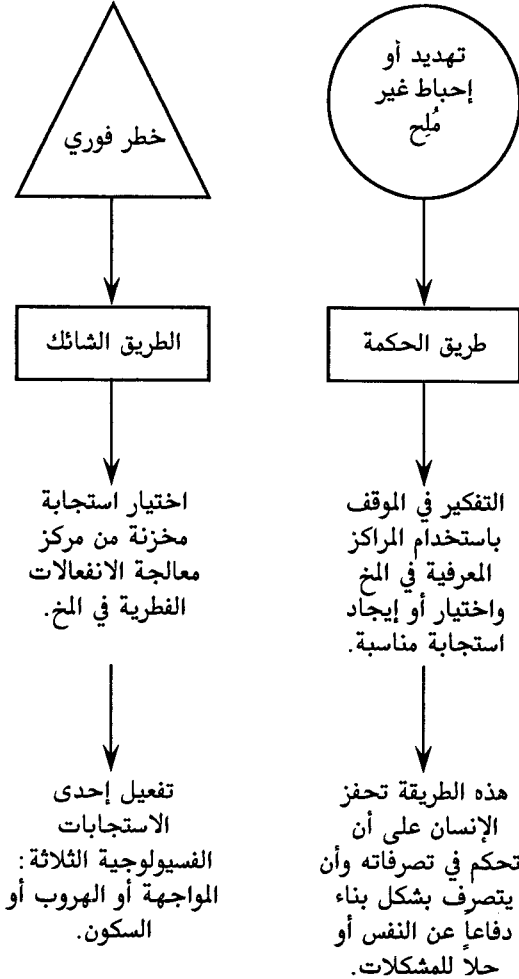 تهديد أو
إحباط غير
مُلِح
طريق الحكمة
التفكير في الموقف
باستخدام المراكز
المعرفية في المخ
واختيار أو إيجاد
استجابة مناسبة.
هذه الطريقة تحفز
الإنسان على أن
تحكم في تصرفاته وأن
يتصرف بشكل بناء
دفاعاً عن النفس أو
حلاً للمشكلات.
خطر فوري
الطريق الشائك
اختيار استجابة
مخزنة من مركز
معالجة الانفعالات
الفطرية في المخ.
تفعيل إحدى
الاستجابات
الفسيولوجية الثلاثة:
المواجهة أو الهروب أو
السكون.